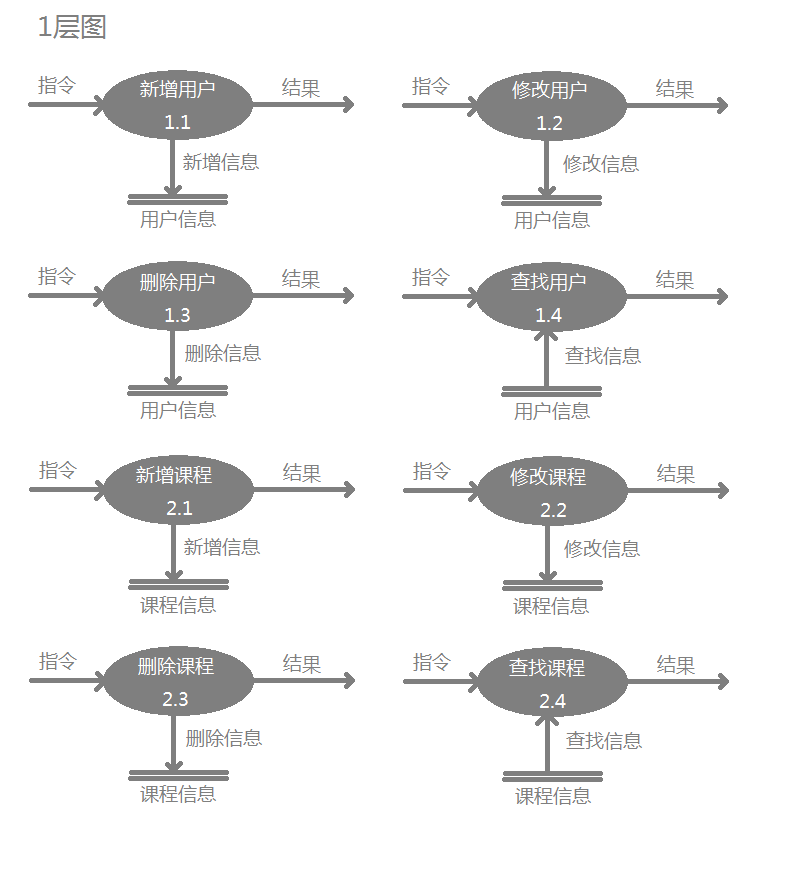 1层图
指令
新增用户
1.1
结果
新增信息
用户信息
指令
修改用户
1.2
结果
修改信息
用户信息
指令
删除用户
1.3
结果
删除信息
用户信息
指令
查找用户
1.4
结果
查找信息
用户信息
指令
新增课程
2.1
结果
新增信息
课程信息
指令
修改课程
2.2
结果
修改信息
课程信息
指令
删除课程
2.3
结果
删除信息
课程信息
指令
查找课程
2.4
结果
查找信息
课程信息